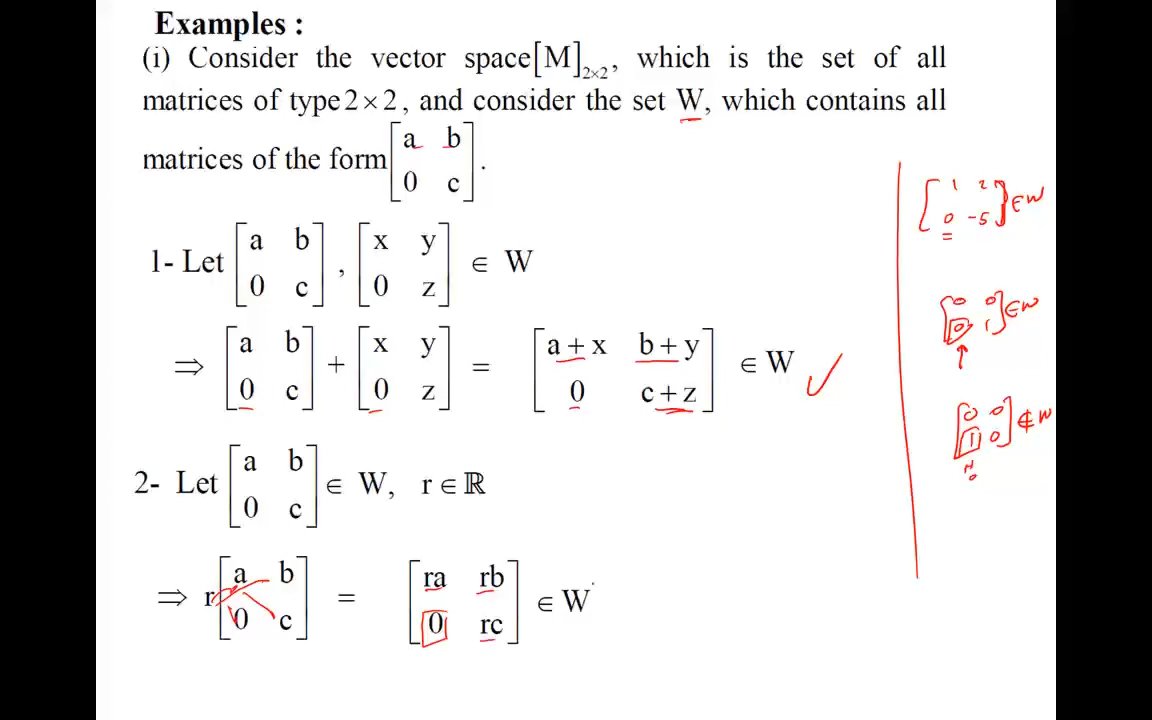 Examples :
(i) Consider the vector space [M]₂ₓ₂, which is the set of all
matrices of type 2 × 2, and consider the set W, which contains all
matrices of the form [a b; 0 c].
1- Let [a b; 0 c], [x y; 0 z] ∈ W
⇒ [a b; 0 c] + [x y; 0 z] = [a+x b+y; 0 c+z] ∈ W ✓
2- Let [a b; 0 c] ∈ W, r ∈ ℝ
⇒ r[a b; 0 c] = [ra rb; 0 rc] ∈ W
[1 2; 0 -5] ∈ W
[0 0; 0 1] ∈ W
[0 0; 1 0] ∉ W
≠
0